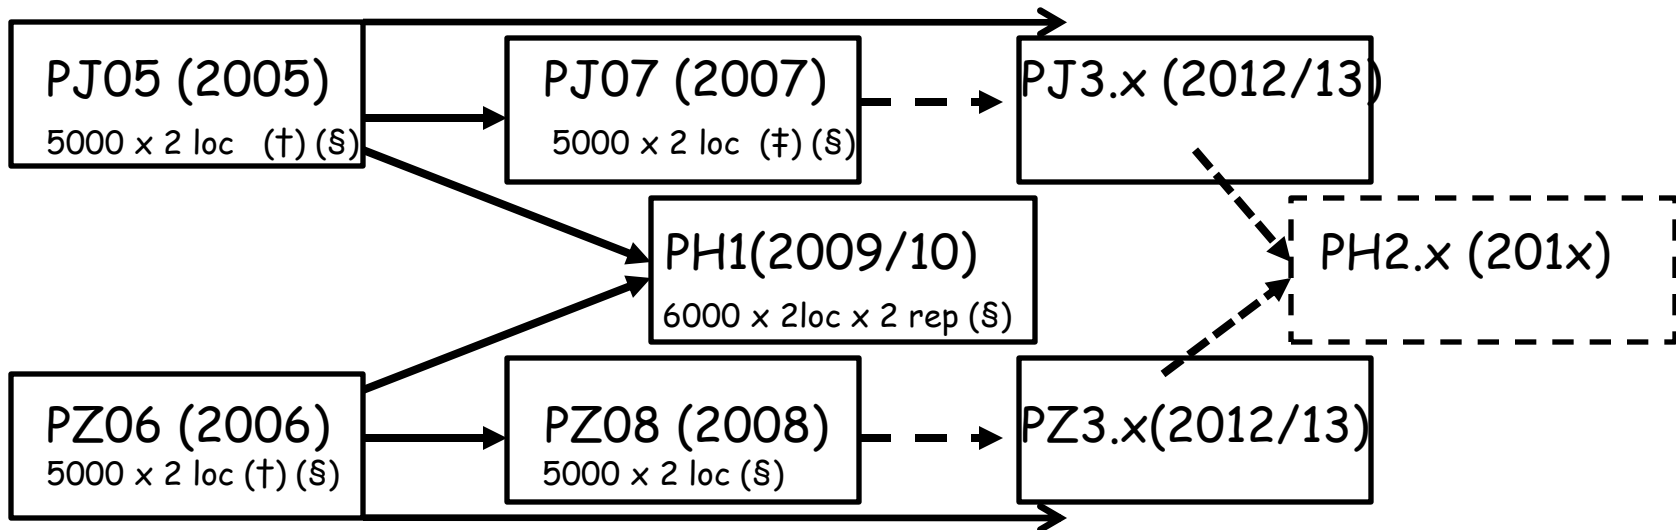 PJ05 (2005)
5000 x 2 loc (†) (§)
PJ07 (2007)
5000 x 2 loc (‡) (§)
PJ3.x (2012/13)
PH1(2009/10)
6000 x 2loc x 2 rep (§)
PH2.x (201x)
PZ06 (2006)
5000 x 2 loc (†) (§)
PZ08 (2008)
5000 x 2 loc (§)
PZ3.x(2012/13)